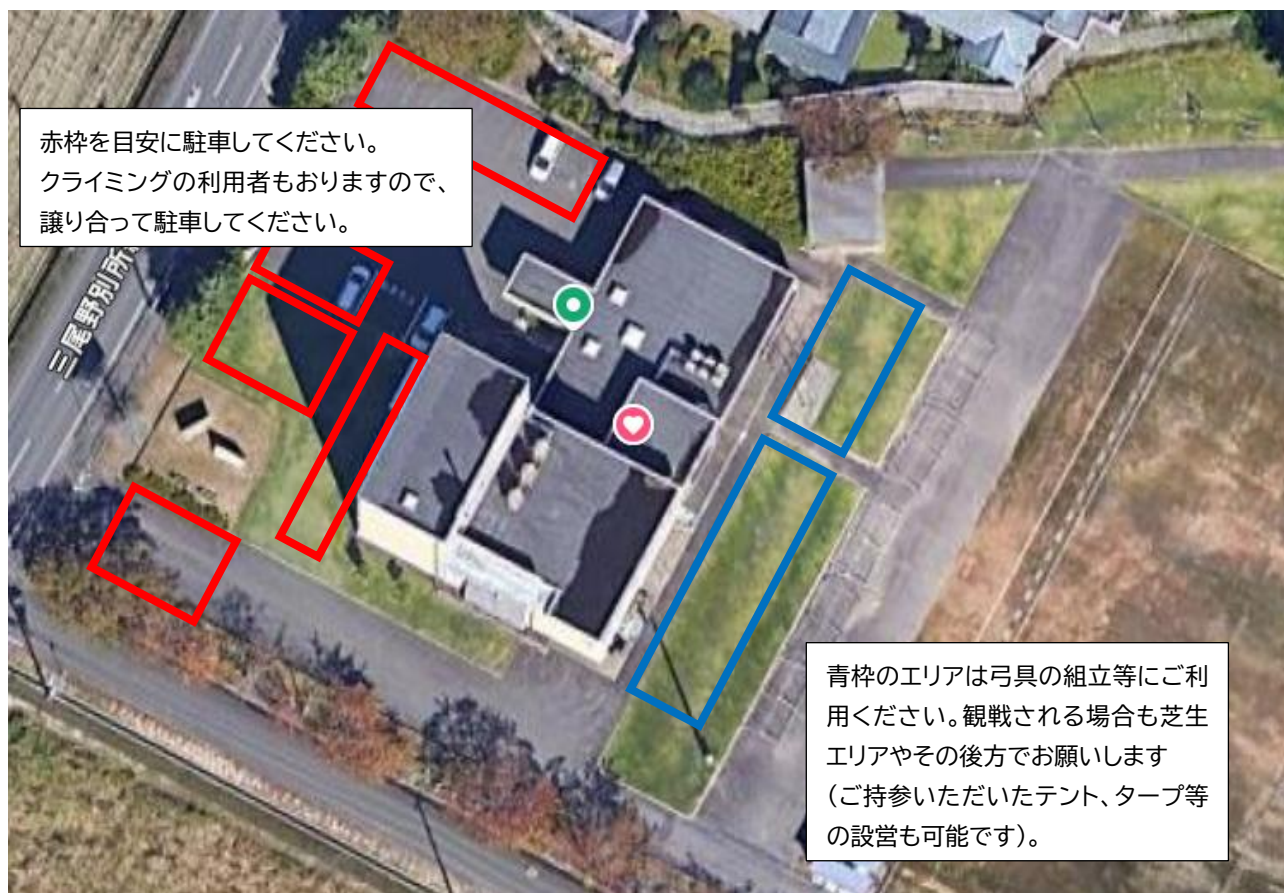 赤枠を目安に駐車してください。
クライミングの利用者もおりますので、
譲り合って駐車してください。
三尾野別所
青枠のエリアは弓具の組立等にご利
用ください。観戦される場合も芝生
エリアやその後方でお願いします
(ご持参いただいたテント、タープ等
の設営も可能です)。